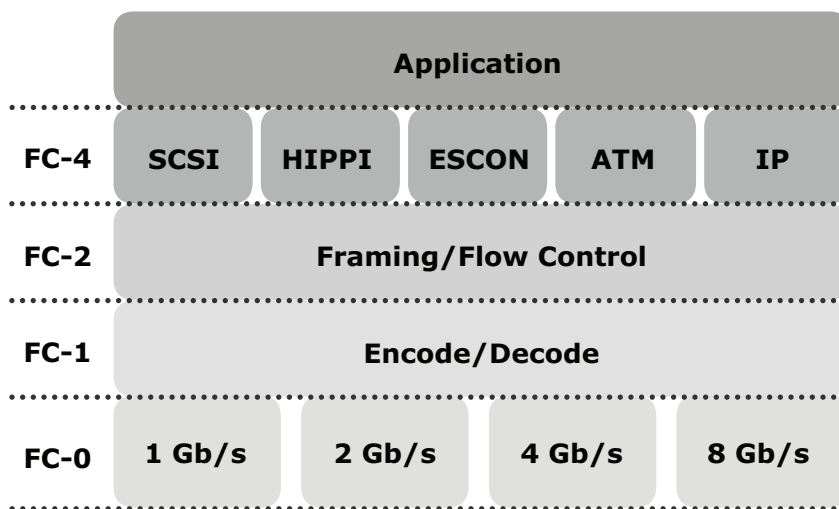 Application
FC-4 SCSI HIPPI ESCON ATM IP
FC-2 Framing/Flow Control
FC-1 Encode/Decode
FC-0 1 Gb/s 2 Gb/s 4 Gb/s 8 Gb/s